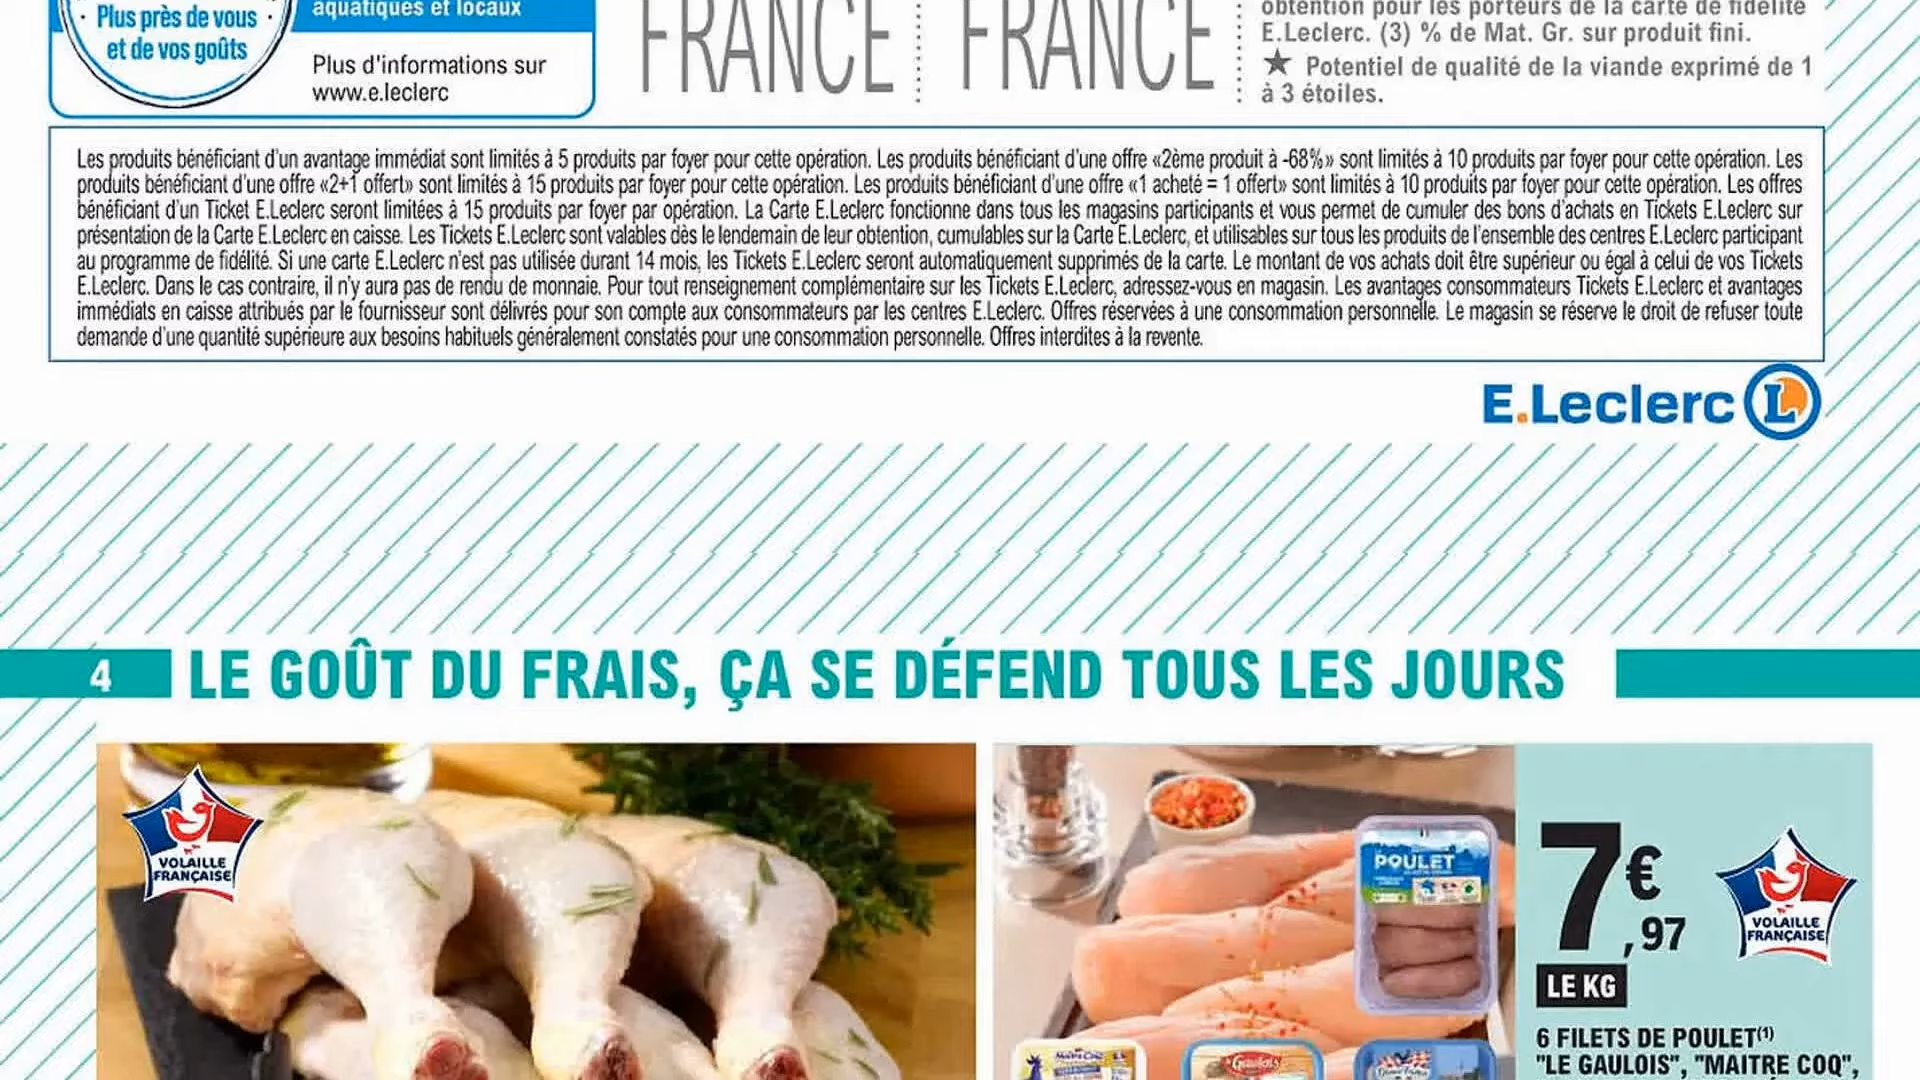 Plus près de vous
et de vos goûts
aquatiques et locaux
Plus d'informations sur
www.e.leclerc
FRANCE
FRANCE
obtention pour les porteurs de la carte de fidélité
E.Leclerc. (3) % de Mat. Gr. sur produit fini.
★ Potentiel de qualité de la viande exprimé de 1
à 3 étoiles.
Les produits bénéficiant d'un avantage immédiat sont limités à 5 produits par foyer pour cette opération. Les produits bénéficiant d'une offre «2ème produit à -68%» sont limités à 10 produits par foyer pour cette opération. Les
produits bénéficiant d'une offre «2+1 offert» sont limités à 15 produits par foyer pour cette opération. Les produits bénéficiant d'une offre «1 acheté = 1 offert» sont limités à 10 produits par foyer pour cette opération. Les offres
bénéficiant d'un Ticket E.Leclerc seront limitées à 15 produits par foyer par opération. La Carte E.Leclerc fonctionne dans tous les magasins participants et vous permet de cumuler des bons d'achats en Tickets E.Leclerc sur
présentation de la Carte E.Leclerc en caisse. Les Tickets E.Leclerc sont valables dès le lendemain de leur obtention, cumulables sur la Carte E.Leclerc, et utilisables sur tous les produits de l'ensemble des centres E.Leclerc participant
au programme de fidélité. Si une carte E.Leclerc n'est pas utilisée durant 14 mois, les Tickets E.Leclerc seront automatiquement supprimés de la carte. Le montant de vos achats doit être supérieur ou égal à celui de vos Tickets
E.Leclerc. Dans le cas contraire, il n'y aura pas de rendu de monnaie. Pour tout renseignement complémentaire sur les Tickets E.Leclerc, adressez-vous en magasin. Les avantages consommateurs Tickets E.Leclerc et avantages
immédiats en caisse attribués par le fournisseur sont délivrés pour son compte aux consommateurs par les centres E.Leclerc. Offres réservées à une consommation personnelle. Le magasin se réserve le droit de refuser toute
demande d'une quantité supérieure aux besoins habituels généralement constatés pour une consommation personnelle. Offres interdites à la revente.
E.Leclerc L
4 LE GOÛT DU FRAIS, ÇA SE DÉFEND TOUS LES JOURS
VOLAILLE
FRANÇAISE
POULET
7€
,97
LE KG
VOLAILLE
FRANÇAISE
6 FILETS DE POULET(1)
"LE GAULOIS", "MAITRE COQ",
Maître Coq
Le Gaulois